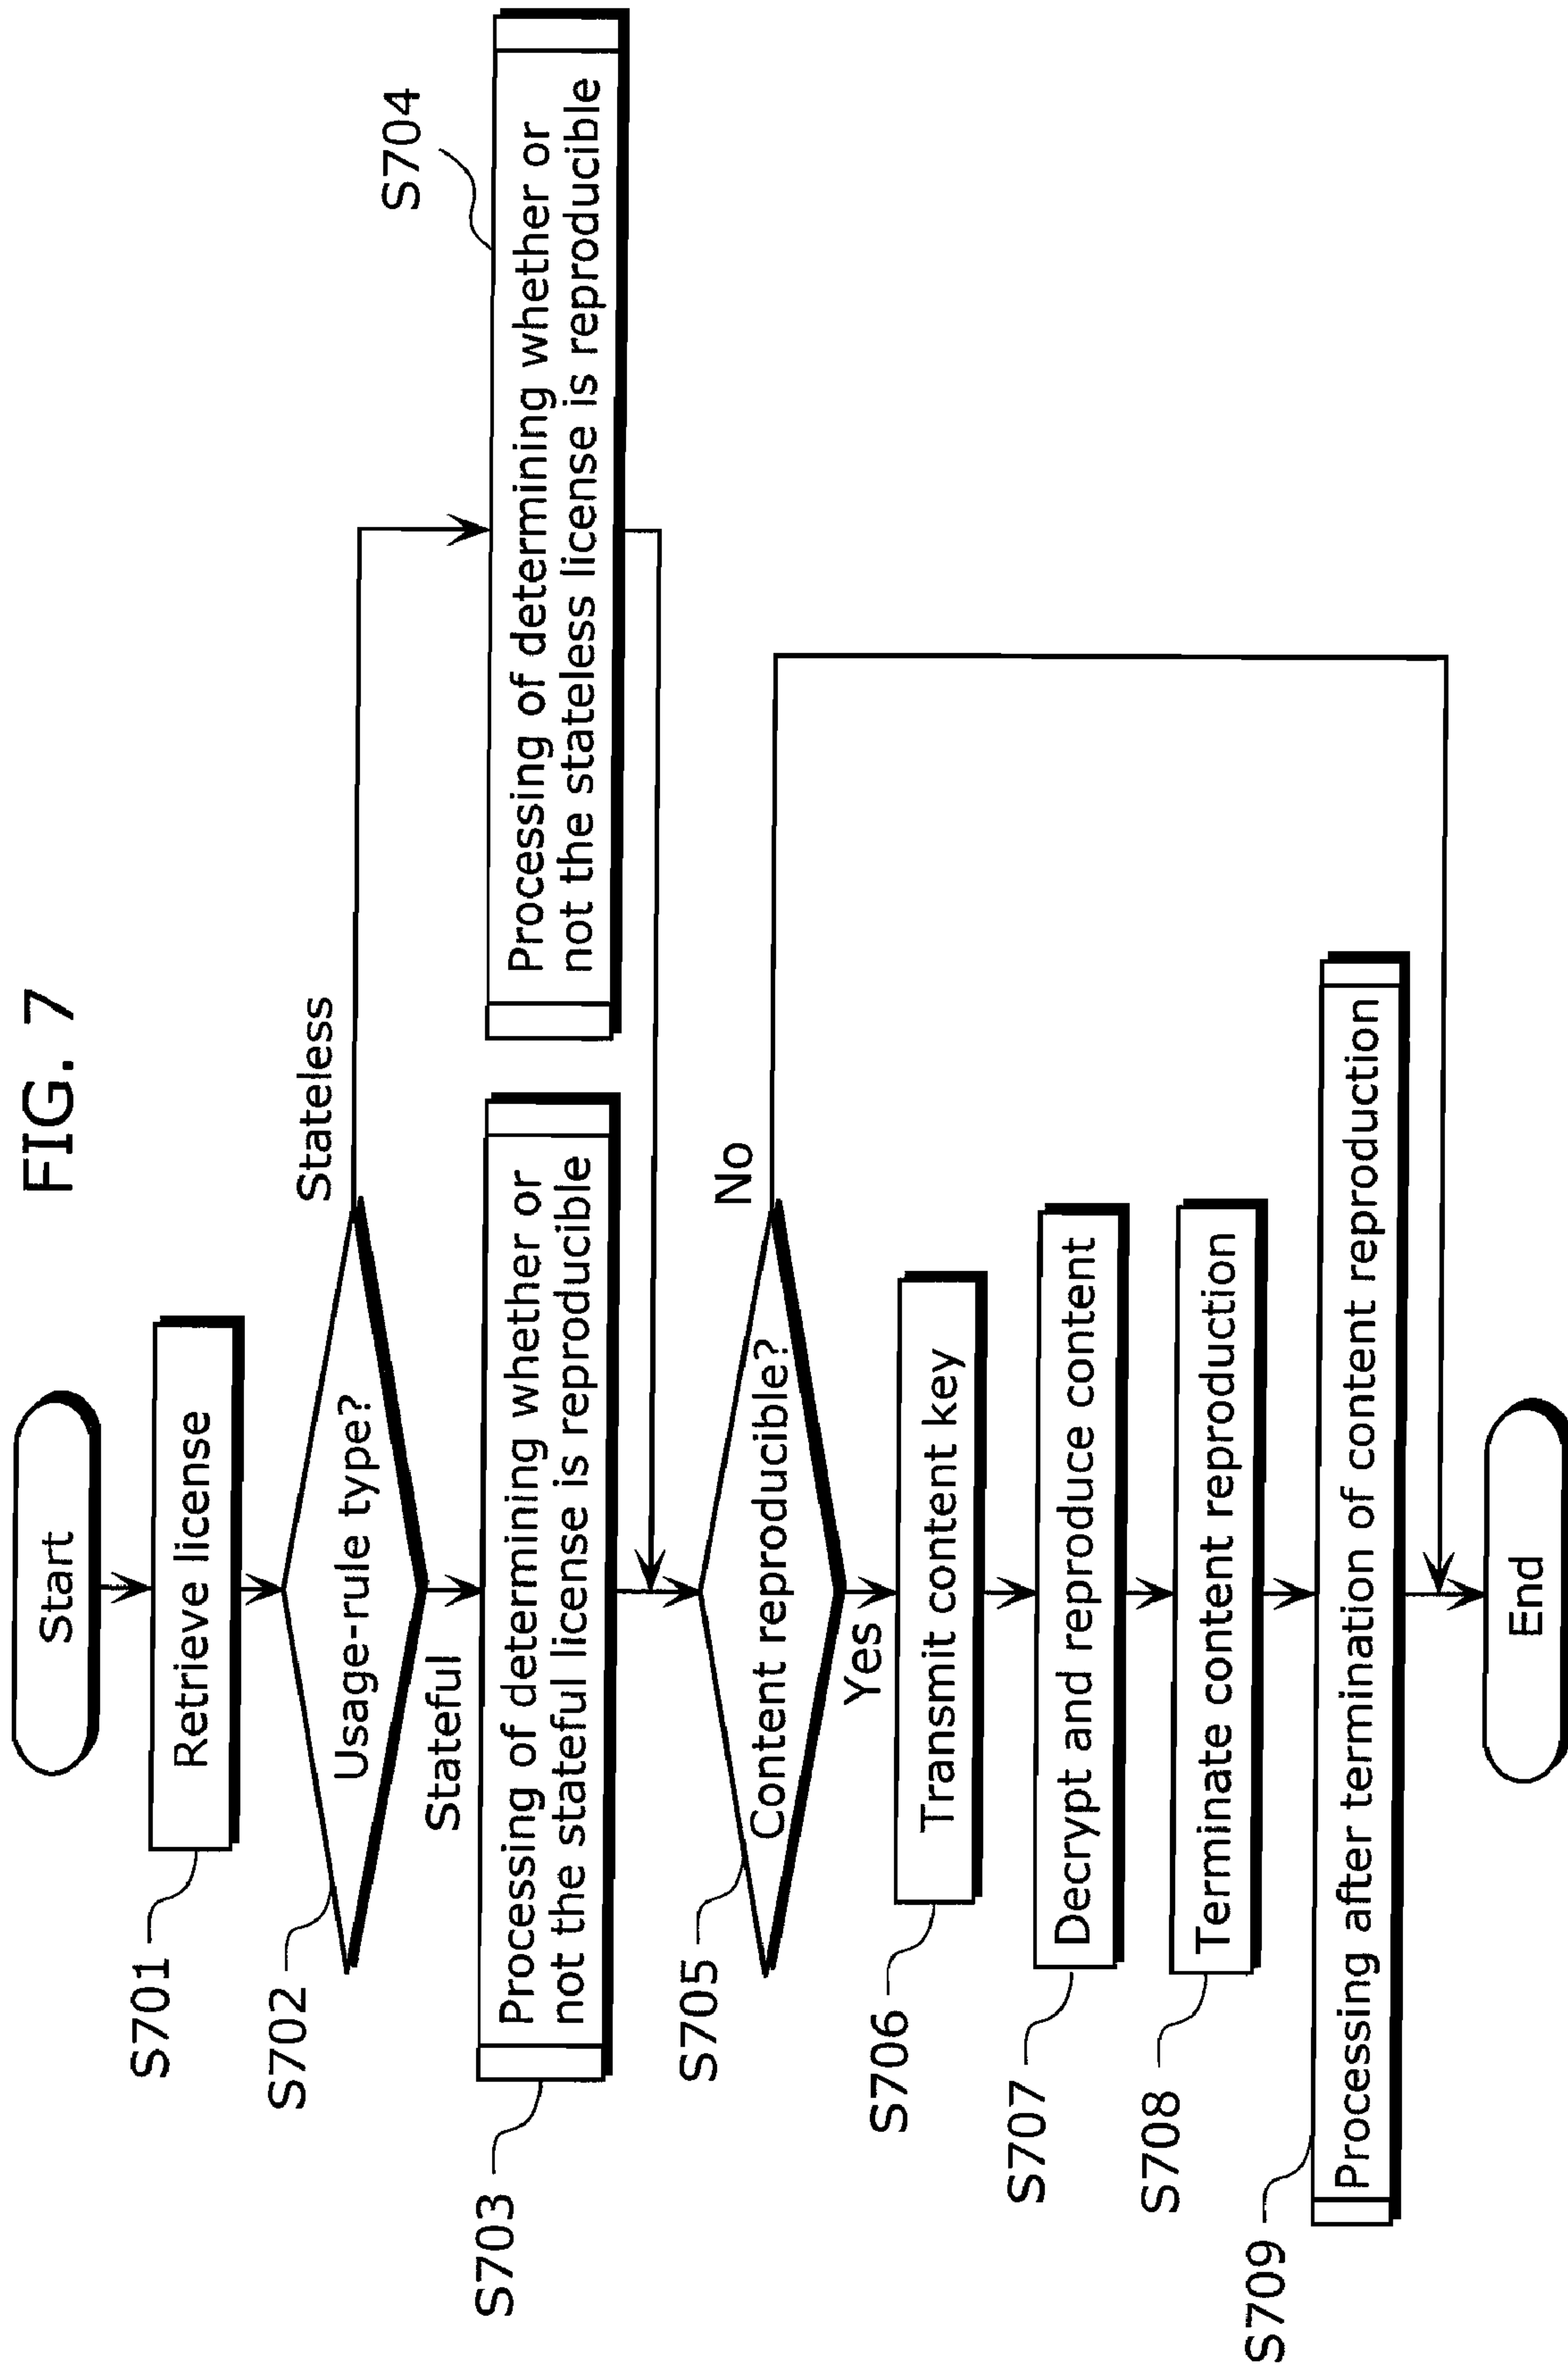 FIG. 7
Start
S701
Retrieve license
S702
Usage-rule type?
Stateless
Stateful
S703
Processing of determining whether or
not the stateful license is reproducible
S704
Processing of determining whether or
not the stateless license is reproducible
S705
Content reproducible?
No
Yes
S706
Transmit content key
S707
Decrypt and reproduce content
S708
Terminate content reproduction
S709
Processing after termination of content reproduction
End